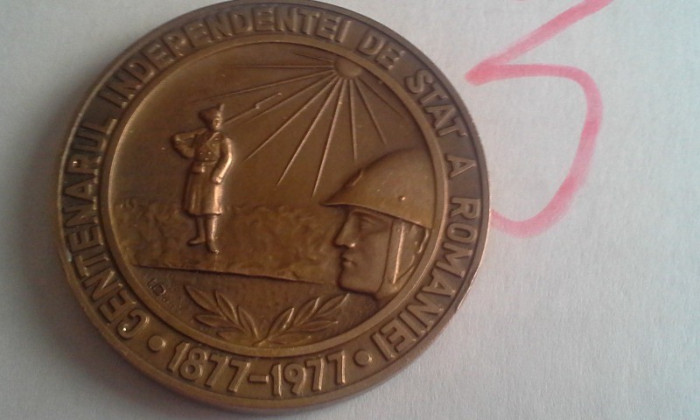 CENTENARUL INDEPENDENTEI DE STAT A ROMANIEI
• 1877-1977 •